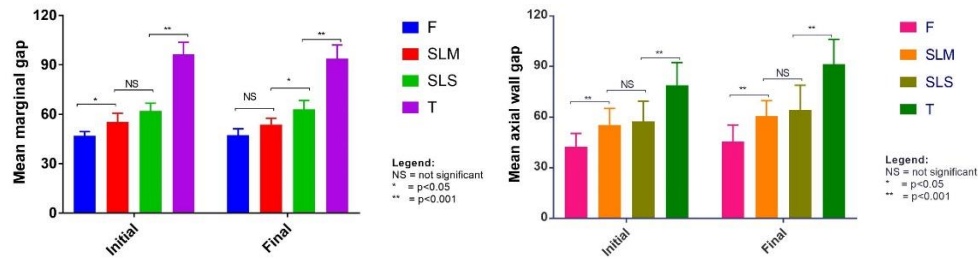 Mean marginal gap
120
90
60
30
0
*
NS
**
NS
*
**
Initial
Final
F
SLM
SLS
T
Legend:
NS = not significant
* = p<0.05
** = p<0.001
Mean axial wall gap
120
90
60
30
0
**
NS
**
**
NS
**
Initial
Final
F
SLM
SLS
T
Legend:
NS = not significant
* = p<0.05
** = p<0.001